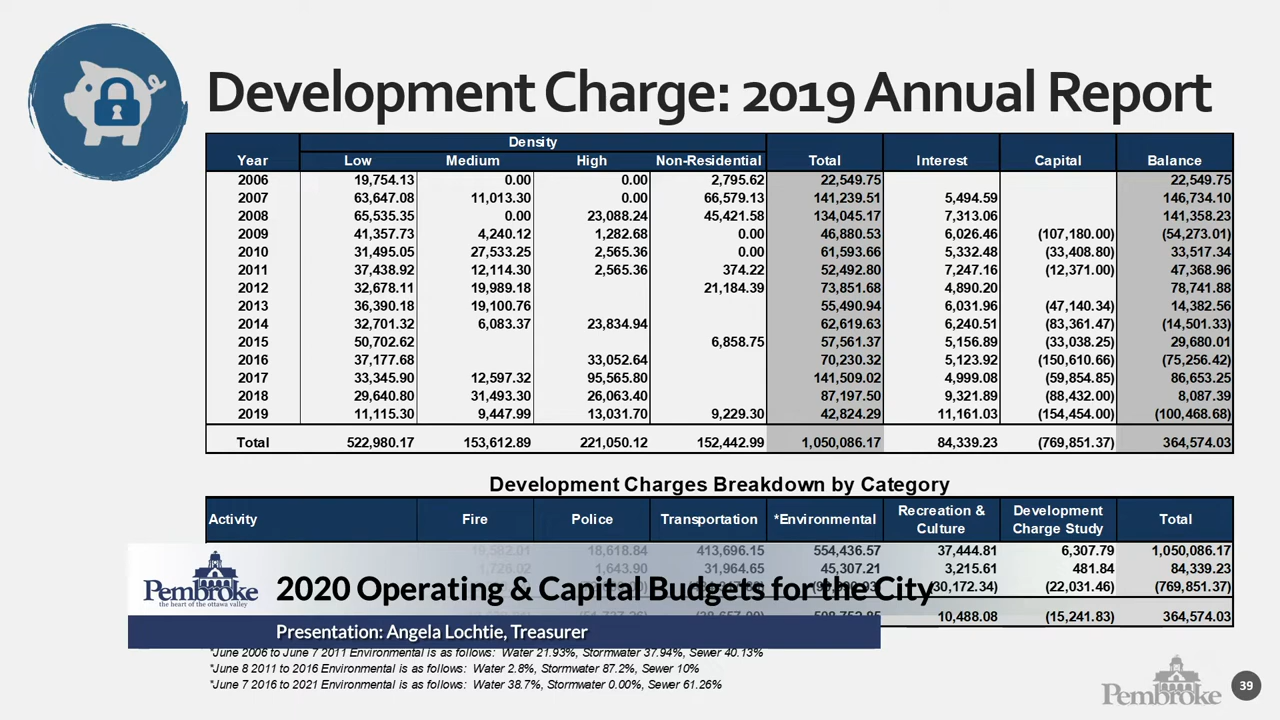 Development Charge: 2019 Annual Report
Density
Year Low Medium High Non-Residential Total Interest Capital Balance
2006 19,754.13 0.00 0.00 2,795.62 22,549.75 22,549.75
2007 63,647.08 11,013.30 0.00 66,579.13 141,239.51 5,494.59 146,734.10
2008 65,535.35 0.00 23,088.24 45,421.58 134,045.17 7,313.06 141,358.23
2009 41,357.73 4,240.12 1,282.68 0.00 46,880.53 6,026.46 (107,180.00) (54,273.01)
2010 31,495.05 27,533.25 2,565.36 0.00 61,593.66 5,332.48 (33,408.80) 33,517.34
2011 37,438.92 12,114.30 2,565.36 374.22 52,492.80 7,247.16 (12,371.00) 47,368.96
2012 32,678.11 19,989.18 21,184.39 73,851.68 4,890.20 78,741.88
2013 36,390.18 19,100.76 55,490.94 6,031.96 (47,140.34) 14,382.56
2014 32,701.32 6,083.37 23,834.94 62,619.63 6,240.51 (83,361.47) (14,501.33)
2015 50,702.62 6,858.75 57,561.37 5,156.89 (33,038.25) 29,680.01
2016 37,177.68 33,052.64 70,230.32 5,123.92 (150,610.66) (75,256.42)
2017 33,345.90 12,597.32 95,565.80 141,509.02 4,999.08 (59,854.85) 86,653.25
2018 29,640.80 31,493.30 26,063.40 87,197.50 9,321.89 (88,432.00) 8,087.39
2019 11,115.30 9,447.99 13,031.70 9,229.30 42,824.29 11,161.03 (154,454.00) (100,468.68)
Total 522,980.17 153,612.89 221,050.12 152,442.99 1,050,086.17 84,339.23 (769,851.37) 364,574.03
Development Charges Breakdown by Category
Activity Fire Police Transportation *Environmental Recreation & Culture Development Charge Study Total
19,582.01 18,618.84 413,696.15 554,436.57 37,444.81 6,307.79 1,050,086.17
1,726.02 1,643.90 31,964.65 45,307.21 3,215.61 481.84 84,339.23
(30,172.34) (22,031.46) (769,851.37)
10,488.08 (15,241.83) 364,574.03
Pembroke
the heart of the ottawa valley
2020 Operating & Capital Budgets for the City
Presentation: Angela Lochtie, Treasurer
*June 2006 to June 7 2011 Environmental is as follows: Water 21.93%, Stormwater 37.94%, Sewer 40.13%
*June 8 2011 to 2016 Environmental is as follows: Water 2.8%, Stormwater 87.2%, Sewer 10%
*June 7 2016 to 2021 Environmental is as follows: Water 38.7%, Stormwater 0.00%, Sewer 61.26%
Pembroke
39